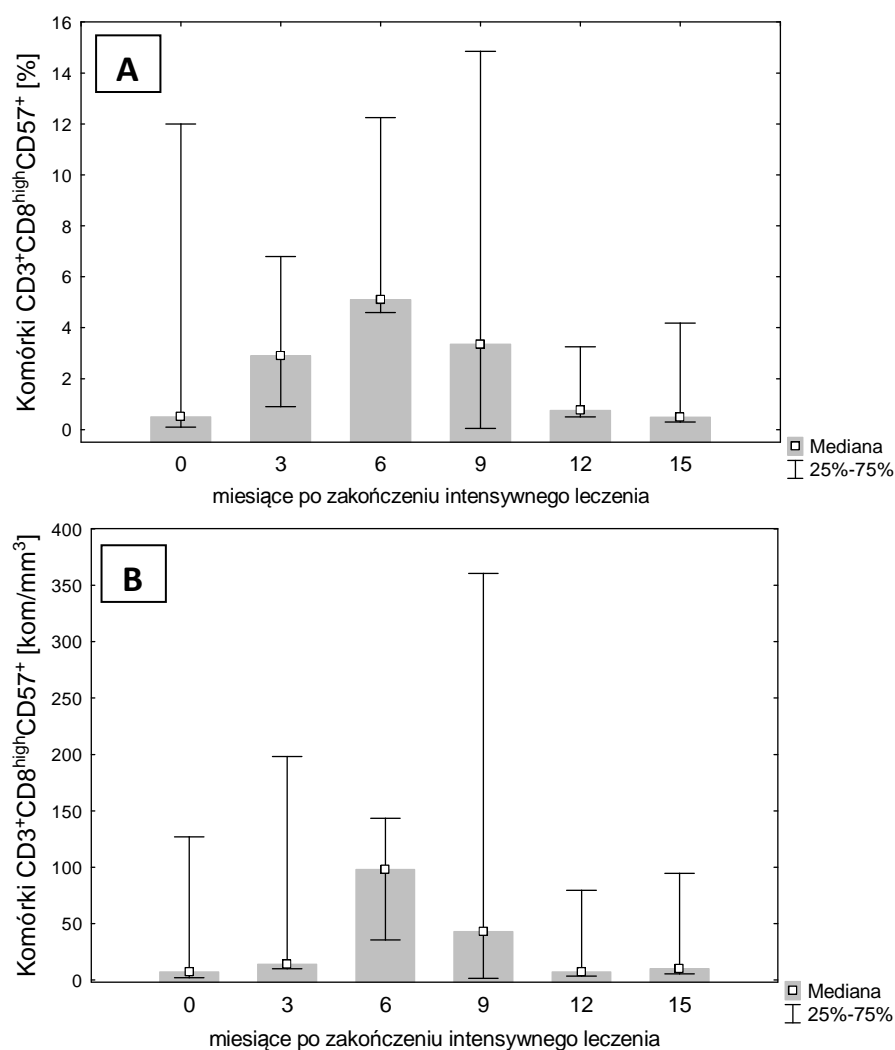 A
Komórki CD3⁺CD8ʰⁱᵍʰCD57⁺ [%]
16
14
12
10
8
6
4
2
0
0 3 6 9 12 15
miesiące po zakończeniu intensywnego leczenia
Mediana
25%-75%
B
Komórki CD3⁺CD8ʰⁱᵍʰCD57⁺ [kom/mm³]
400
350
300
250
200
150
100
50
0
0 3 6 9 12 15
miesiące po zakończeniu intensywnego leczenia
Mediana
25%-75%